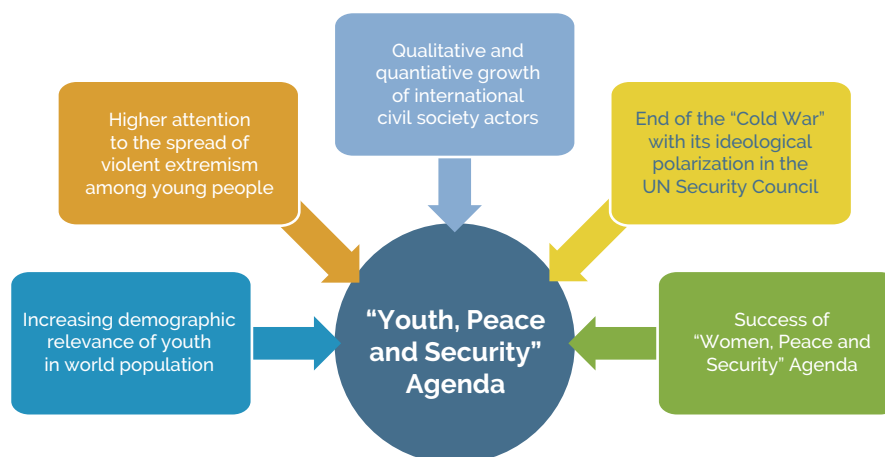 Qualitative and
quantiative growth
of international
civil society actors
Higher attention
to the spread of
violent extremism
among young people
End of the “Cold War”
with its ideological
polarization in the
UN Security Council
Increasing demographic
relevance of youth
in world population
“Youth, Peace
and Security”
Agenda
Success of
“Women, Peace and
Security” Agenda